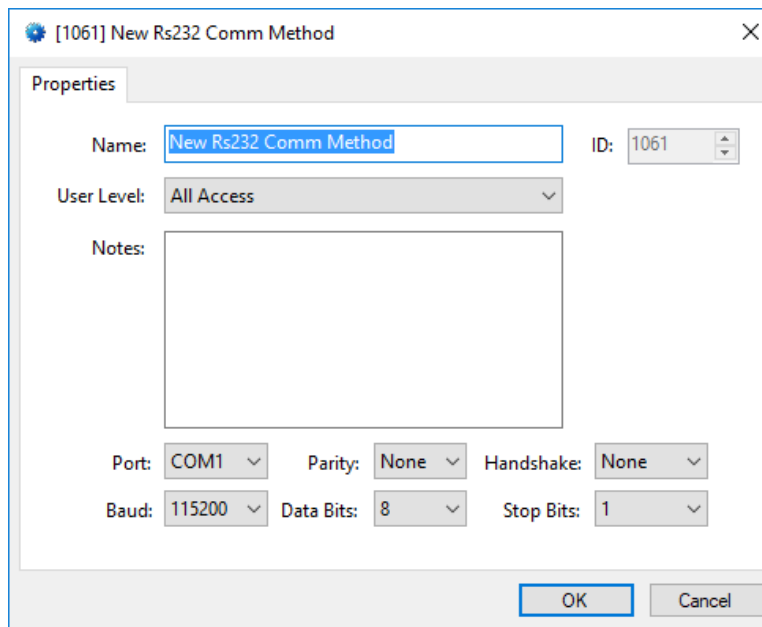 [1061] New Rs232 Comm Method
Properties
Name: New Rs232 Comm Method ID: 1061
User Level: All Access
Notes:
Port: COM1 Parity: None Handshake: None
Baud: 115200 Data Bits: 8 Stop Bits: 1
OK Cancel